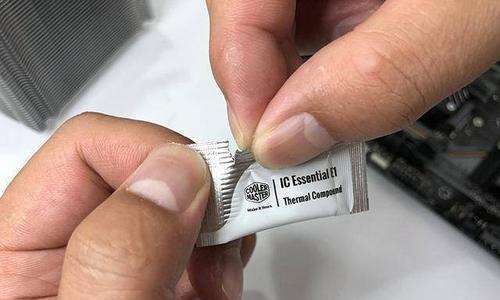 COOLER
MASTER
Make It Yours.
IC Essential E1
Thermal Compound